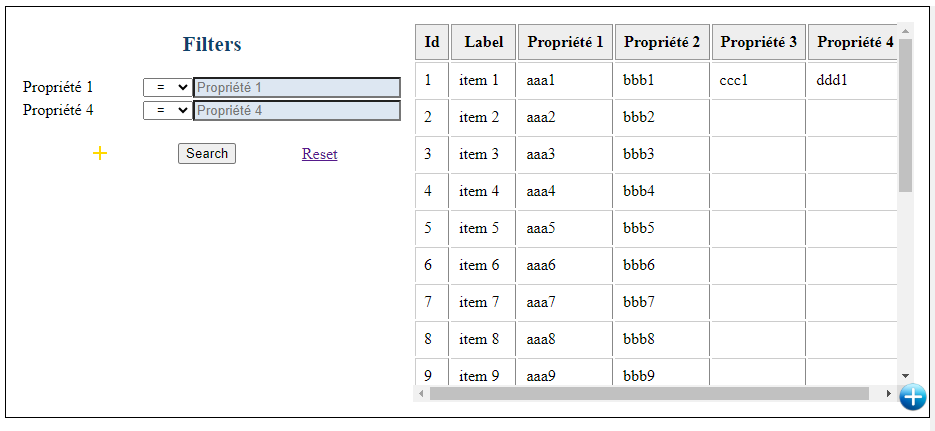 Filters
Propriété 1 = Propriété 1
Propriété 4 = Propriété 4
+ Search Reset
Id Label Propriété 1 Propriété 2 Propriété 3 Propriété 4
1 item 1 aaa1 bbb1 ccc1 ddd1
2 item 2 aaa2 bbb2
3 item 3 aaa3 bbb3
4 item 4 aaa4 bbb4
5 item 5 aaa5 bbb5
6 item 6 aaa6 bbb6
7 item 7 aaa7 bbb7
8 item 8 aaa8 bbb8
9 item 9 aaa9 bbb9